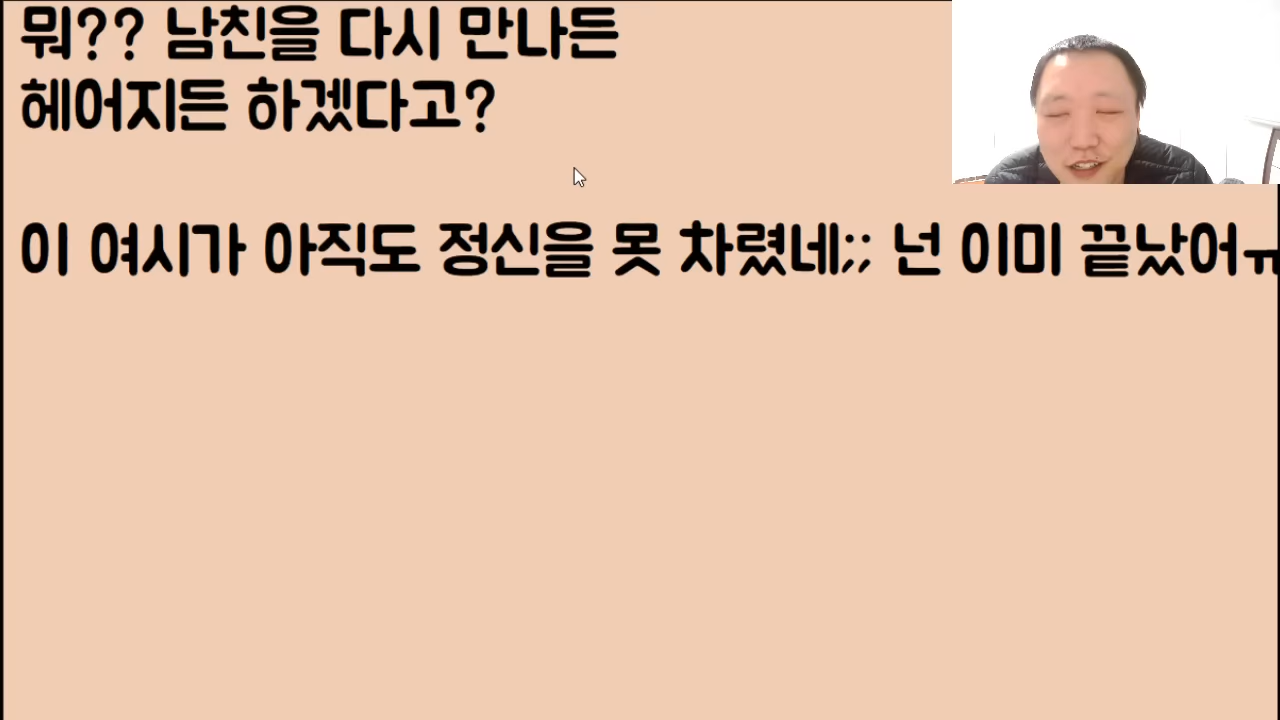 뭐?? 남친을 다시 만나든
헤어지든 하겠다고?
이 여시가 아직도 정신을 못 차렸네;; 넌 이미 끝났어ㅠ